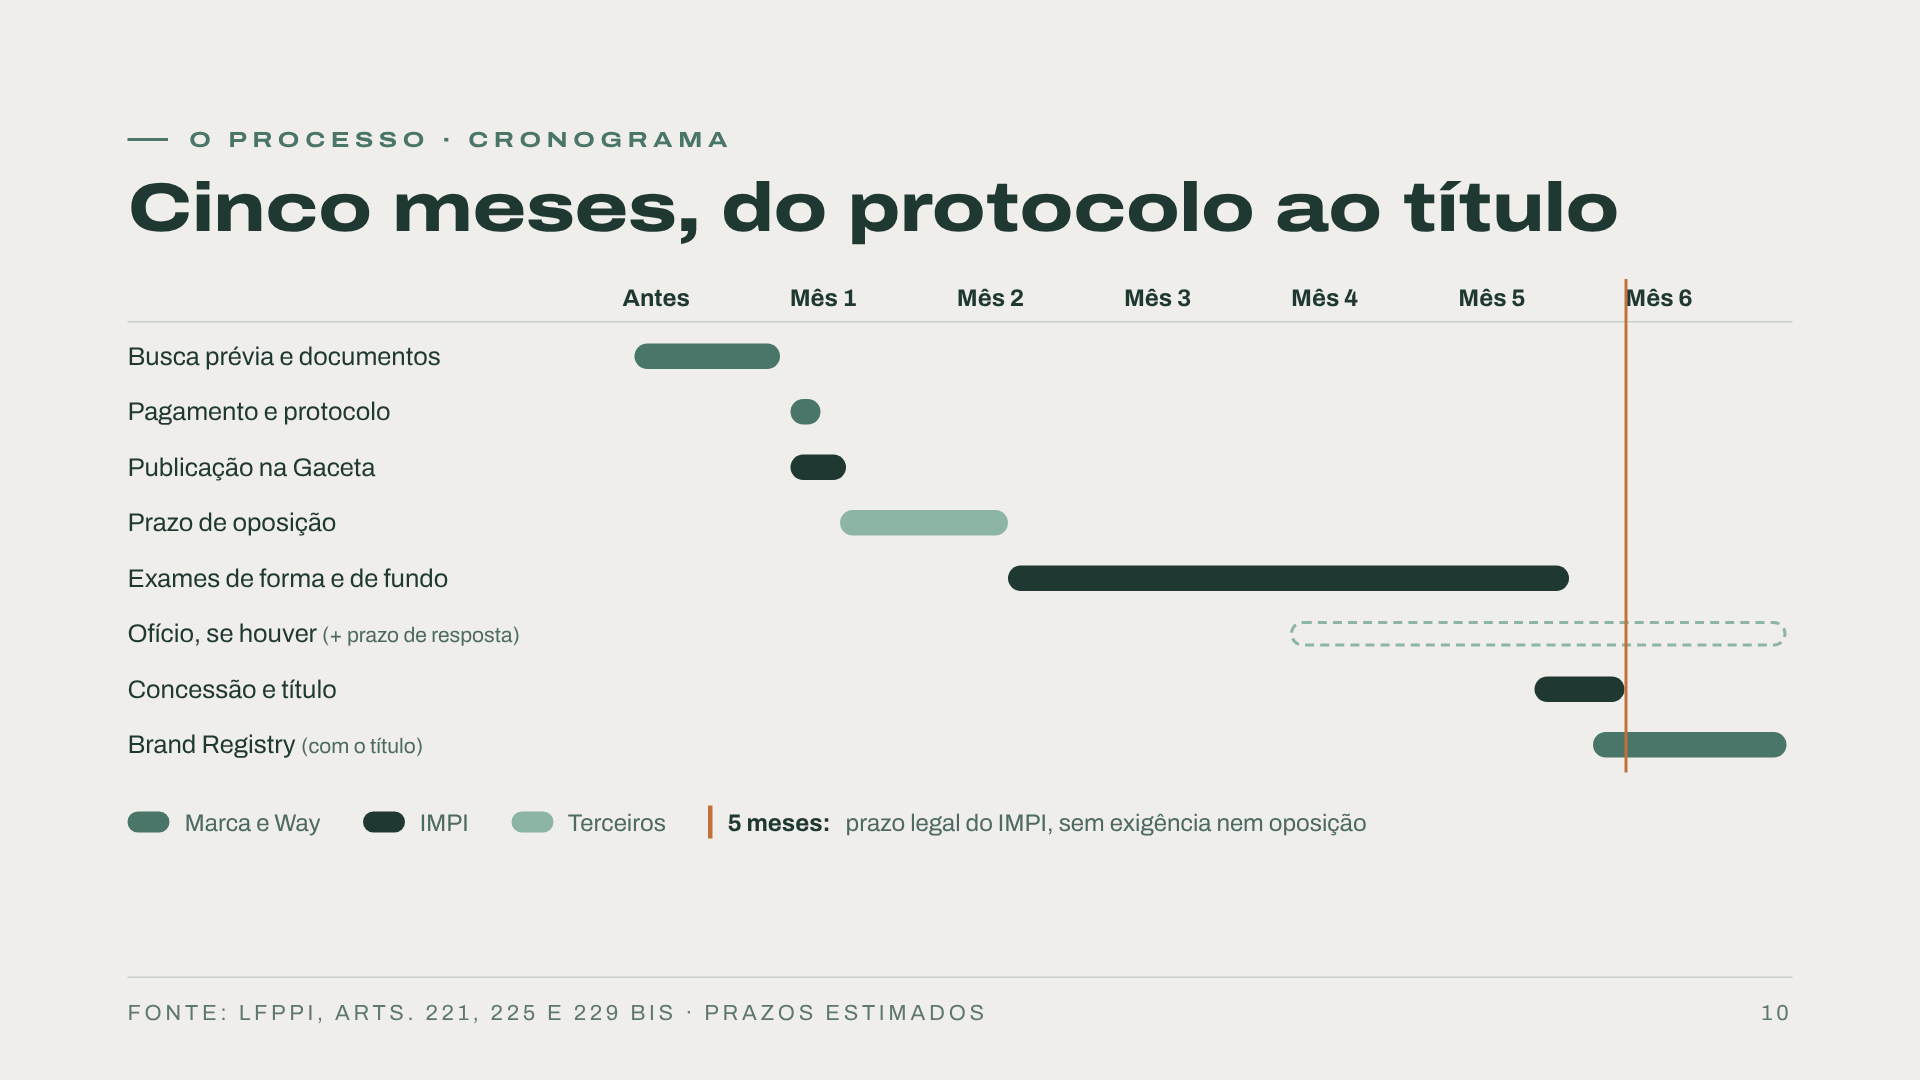 O PROCESSO · CRONOGRAMA
Cinco meses, do protocolo ao título
Antes Mês 1 Mês 2 Mês 3 Mês 4 Mês 5 Mês 6
Busca prévia e documentos
Pagamento e protocolo
Publicação na Gaceta
Prazo de oposição
Exames de forma e de fundo
Ofício, se houver (+ prazo de resposta)
Concessão e título
Brand Registry (com o título)
Marca e Way IMPI Terceiros 5 meses: prazo legal do IMPI, sem exigência nem oposição
FONTE: LFPPI, ARTS. 221, 225 E 229 BIS · PRAZOS ESTIMADOS 10